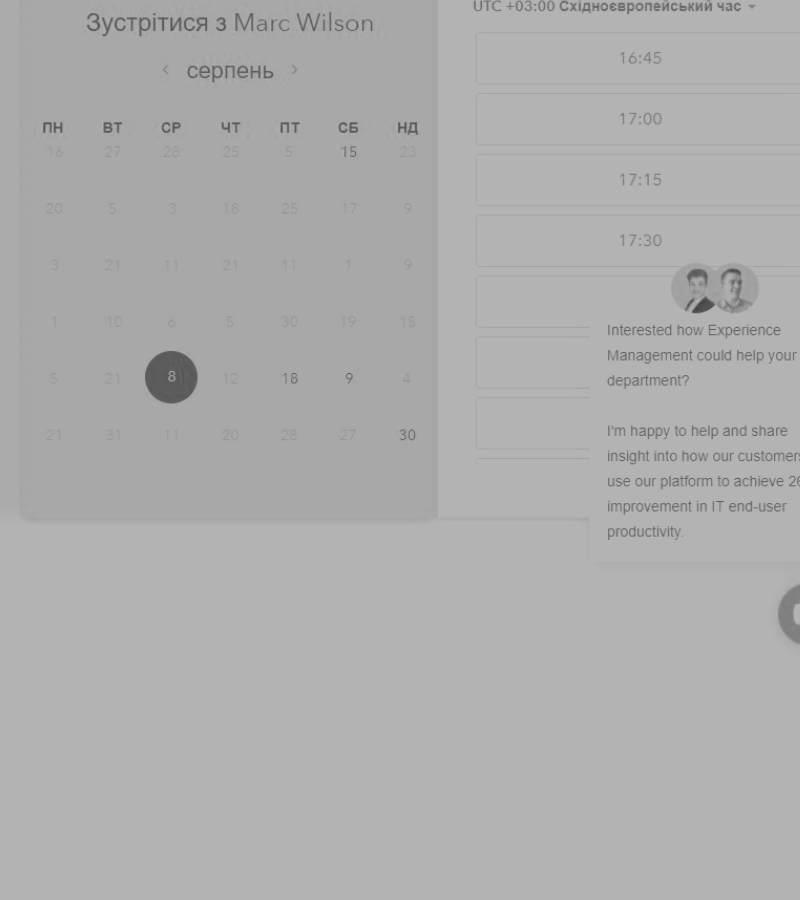 Зустрітися з Marc Wilson
серпень
ПН ВТ СР ЧТ ПТ СБ НД
16 27 28 25 5 15 23
20 5 3 18 25 17 9
3 21 11 21 11 1 9
1 10 6 5 30 19 15
5 21 8 12 18 9 4
21 31 11 20 28 27 30
UTC +03:00 Східноєвропейський час
16:45
17:00
17:15
17:30
Interested how Experience
Management could help your
department?
I'm happy to help and share
insight into how our customers
use our platform to achieve 26
improvement in IT end-user
productivity.